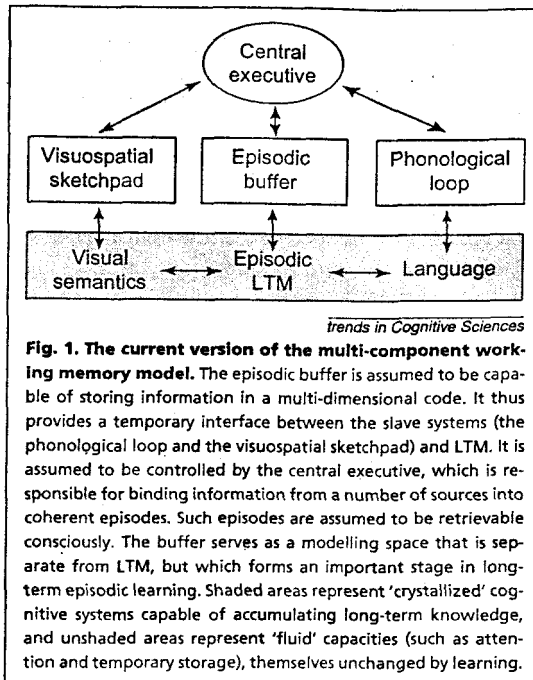 Central
executive
Visuospatial
sketchpad
Episodic
buffer
Phonological
loop
Visual
semantics
Episodic
LTM
Language
trends in Cognitive Sciences
Fig. 1. The current version of the multi-component work-
ing memory model. The episodic buffer is assumed to be capa-
ble of storing information in a multi-dimensional code. It thus
provides a temporary interface between the slave systems (the
phonological loop and the visuospatial sketchpad) and LTM. It is
assumed to be controlled by the central executive, which is re-
sponsible for binding information from a number of sources into
coherent episodes. Such episodes are assumed to be retrievable
consciously. The buffer serves as a modelling space that is sep-
arate from LTM, but which forms an important stage in long-
term episodic learning. Shaded areas represent 'crystallized' cog-
nitive systems capable of accumulating long-term knowledge,
and unshaded areas represent 'fluid' capacities (such as atten-
tion and temporary storage), themselves unchanged by learning.